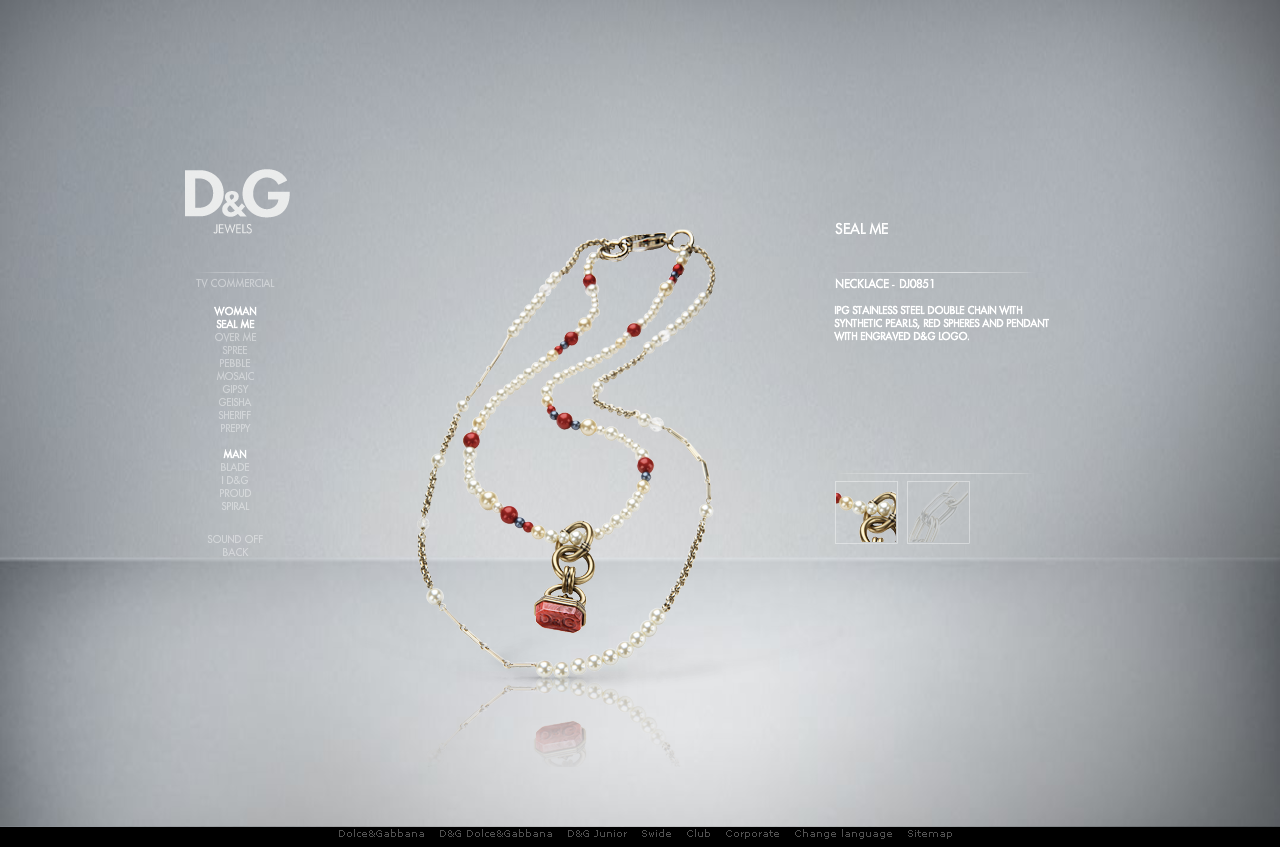 D&G
JEWELS
TV COMMERCIAL
WOMAN
SEAL ME
OVER ME
SPREE
PEBBLE
MOSAIC
GIPSY
GEISHA
SHERIFF
PREPPY
MAN
BLADE
I D&G
PROUD
SPIRAL
SOUND OFF
BACK
D&G
SEAL ME
NECKLACE - DJ0851
IPG STAINLESS STEEL DOUBLE CHAIN WITH
SYNTHETIC PEARLS, RED SPHERES AND PENDANT
WITH ENGRAVED D&G LOGO.
Dolce&Gabbana D&G Dolce&Gabbana D&G Junior Swide Club Corporate Change language Sitemap